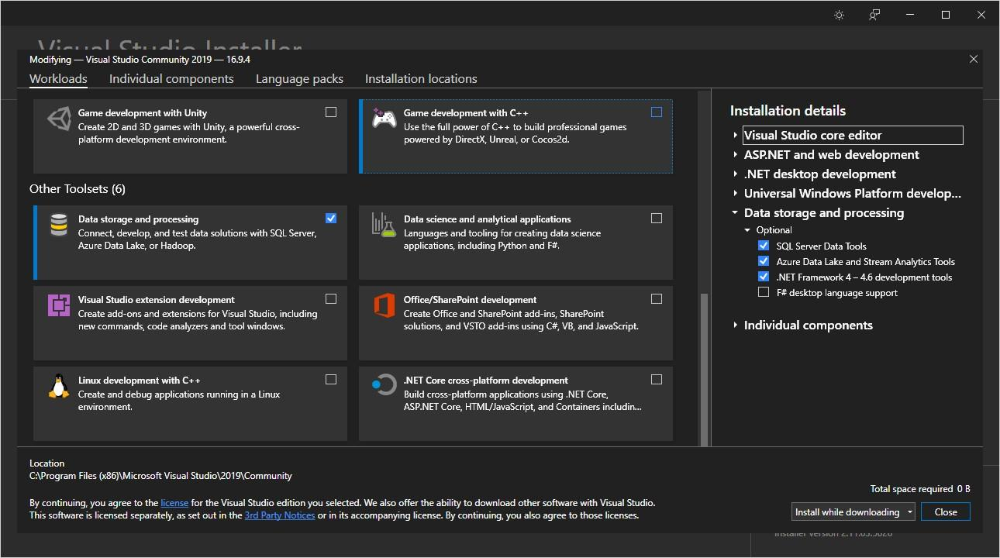 Visual Studio Installer
Modifying — Visual Studio Community 2019 — 16.9.4
Workloads
Individual components
Language packs
Installation locations
Game development with Unity
Create 2D and 3D games with Unity, a powerful cross-
platform development environment.
Game development with C++
Use the full power of C++ to build professional games
powered by DirectX, Unreal, or Cocos2d.
Other Toolsets (6)
Data storage and processing
Connect, develop, and test data solutions with SQL Server,
Azure Data Lake, or Hadoop.
Data science and analytical applications
Languages and tooling for creating data science
applications, including Python and F#.
Visual Studio extension development
Create add-ons and extensions for Visual Studio, including
new commands, code analyzers and tool windows.
Office/SharePoint development
Create Office and SharePoint add-ins, SharePoint
solutions, and VSTO add-ins using C#, VB, and JavaScript.
Linux development with C++
Create and debug applications running in a Linux
environment.
.NET Core cross-platform development
Build cross-platform applications using .NET Core,
ASP.NET Core, HTML/JavaScript, and Containers includin...
Installation details
Visual Studio core editor
ASP.NET and web development
.NET desktop development
Universal Windows Platform develop...
Data storage and processing
Optional
SQL Server Data Tools
Azure Data Lake and Stream Analytics Tools
.NET Framework 4 – 4.6 development tools
F# desktop language support
Individual components
Location
C:\Program Files (x86)\Microsoft Visual Studio\2019\Community
By continuing, you agree to the license for the Visual Studio edition you selected. We also offer the ability to download other software with Visual Studio.
This software is licensed separately, as set out in the 3rd Party Notices or in its accompanying license. By continuing, you also agree to those licenses.
Total space required 0 B
Install while downloading
Close
Installer version